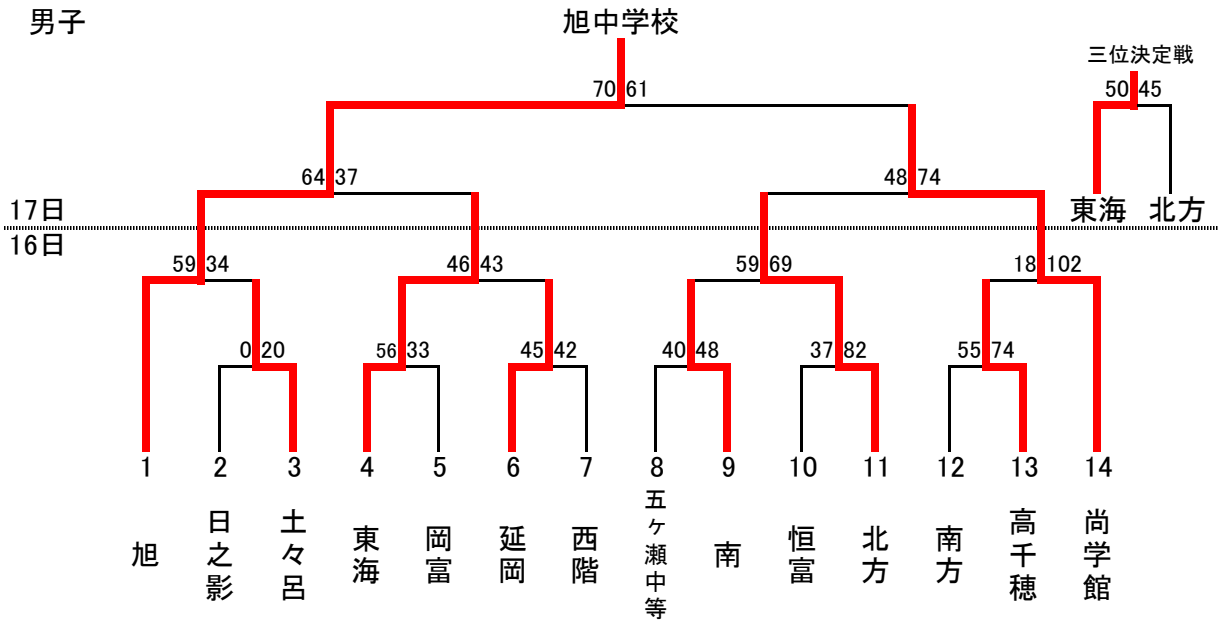 男子
旭中学校
三位決定戦
70 61
50 45
64 37
48 74
東海 北方
17日
16日
59 34
46 43
59 69
18 102
0 20
56 33
45 42
40 48
37 82
55 74
1 2 3 4 5 6 7 8 9 10 11 12 13 14
旭
日之影
土々呂
東海
岡富
延岡
西階
五ヶ瀬中等
南
恒富
北方
南方
高千穂
尚学館